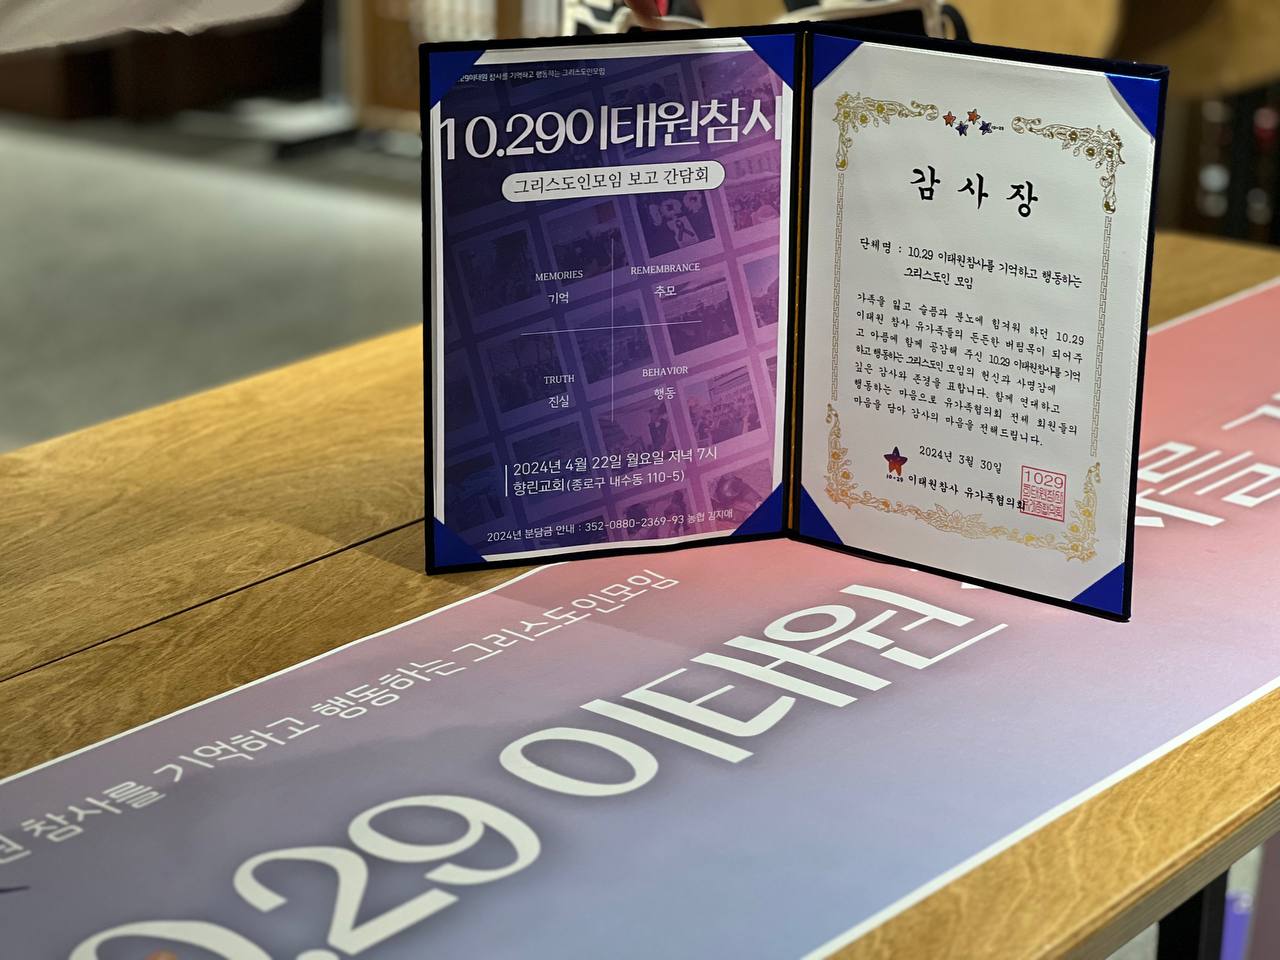 .29이태원 참사를 기억하고 행동하는 그리스도인모임
10.29이태원참사
그리스도인모임 보고 간담회
MEMORIES
기억
REMEMBRANCE
추모
TRUTH
진실
BEHAVIOR
행동
2024년 4월 22일 월요일 저녁 7시
향린교회(종로구 내수동 110-5)
2024년 분담금 안내 : 352-0880-2369-93 농협 김지애
10·29
감 사 장
단체명 : 10.29 이태원참사를 기억하고 행동하는
그리스도인 모임
가족을 잃고 슬픔과 분노에 힘겨워 하던 10.29
이태원 참사 유가족들의 든든한 버팀목이 되어주
고 아픔에 함께 공감해 주신 10.29 이태원참사를 기억
하고 행동하는 그리스도인 모임의 헌신과 사명감에
깊은 감사와 존경을 표합니다. 함께 연대하고
행동하는 마음으로 유가족협의회 전체 회원들의
마음을 담아 감사의 마음을 전해드립니다.
2024년 3월 30일
10·29 이태원참사 유가족협의회
1029
이태원참사
유가족협의회
원 참사를 기억하고 행동하는 그리스도인모임
0.29 이태원